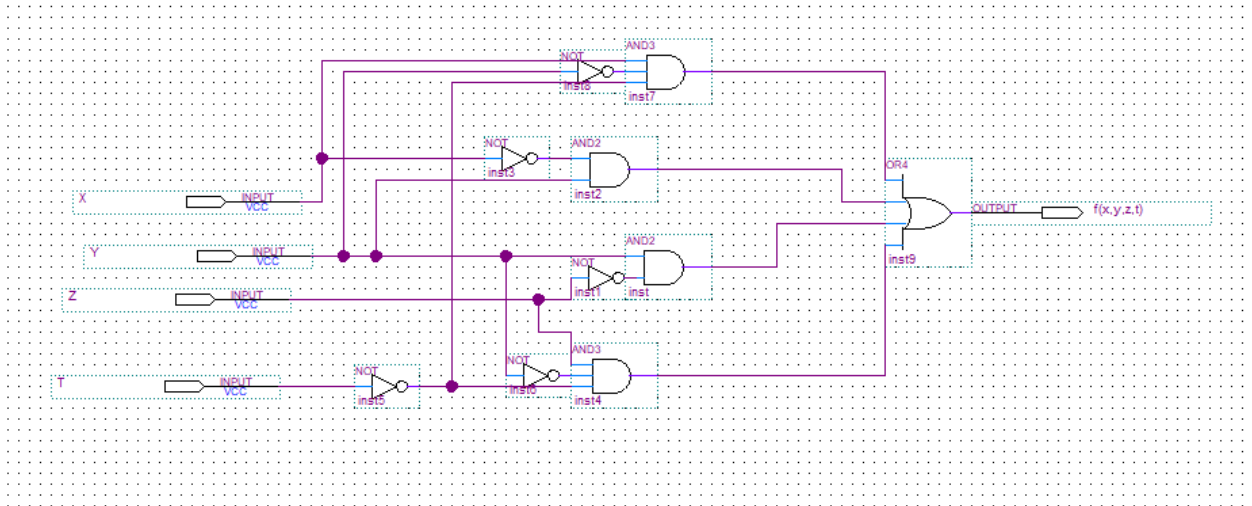 AND3
NOT
inst8
inst7
NOT
AND2
inst3
inst2
OR4
X
INPUT
VCC
OUTPUT
f(x,y,z,t)
Y
INPUT
VCC
AND2
NOT
inst9
Z
INPUT
VCC
inst1
inst
AND3
NOT
T
INPUT
VCC
NOT
inst6
inst5
inst4